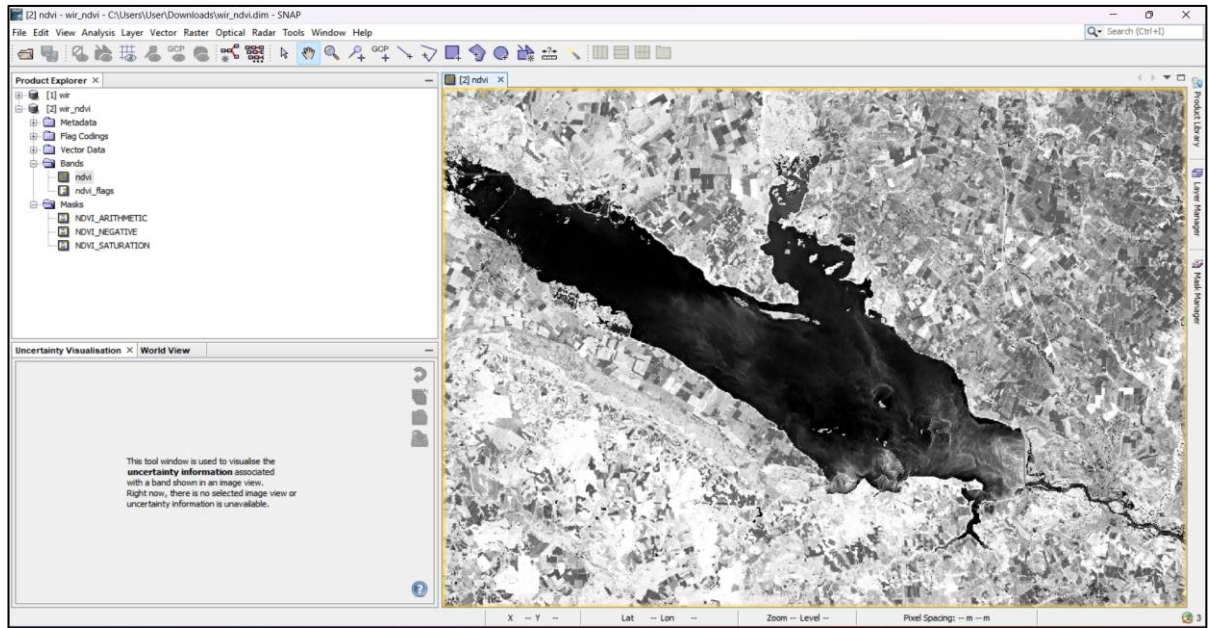 [2] ndvi - wir_ndvi - C:\Users\User\Downloads\wir_ndvi.dim - SNAP
File Edit View Analysis Layer Vector Raster Optical Radar Tools Window Help
Search (Ctrl+I)
GCP
GCP
Product Explorer ×
[2] ndvi ×
[1] wir
[2] wir_ndvi
Metadata
Flag Codings
Vector Data
Bands
ndvi
ndvi_flags
Masks
NDVI_ARITHMETIC
NDVI_NEGATIVE
NDVI_SATURATION
Product Library
Layer Manager
Mask Manager
Uncertainty Visualisation × World View
This tool window is used to visualise the
uncertainty information associated
with a band shown in an image view.
Right now, there is no selected image view or
uncertainty information is unavailable.
X -- Y -- Lat -- Lon -- Zoom -- Level -- Pixel Spacing: -- m -- m 3